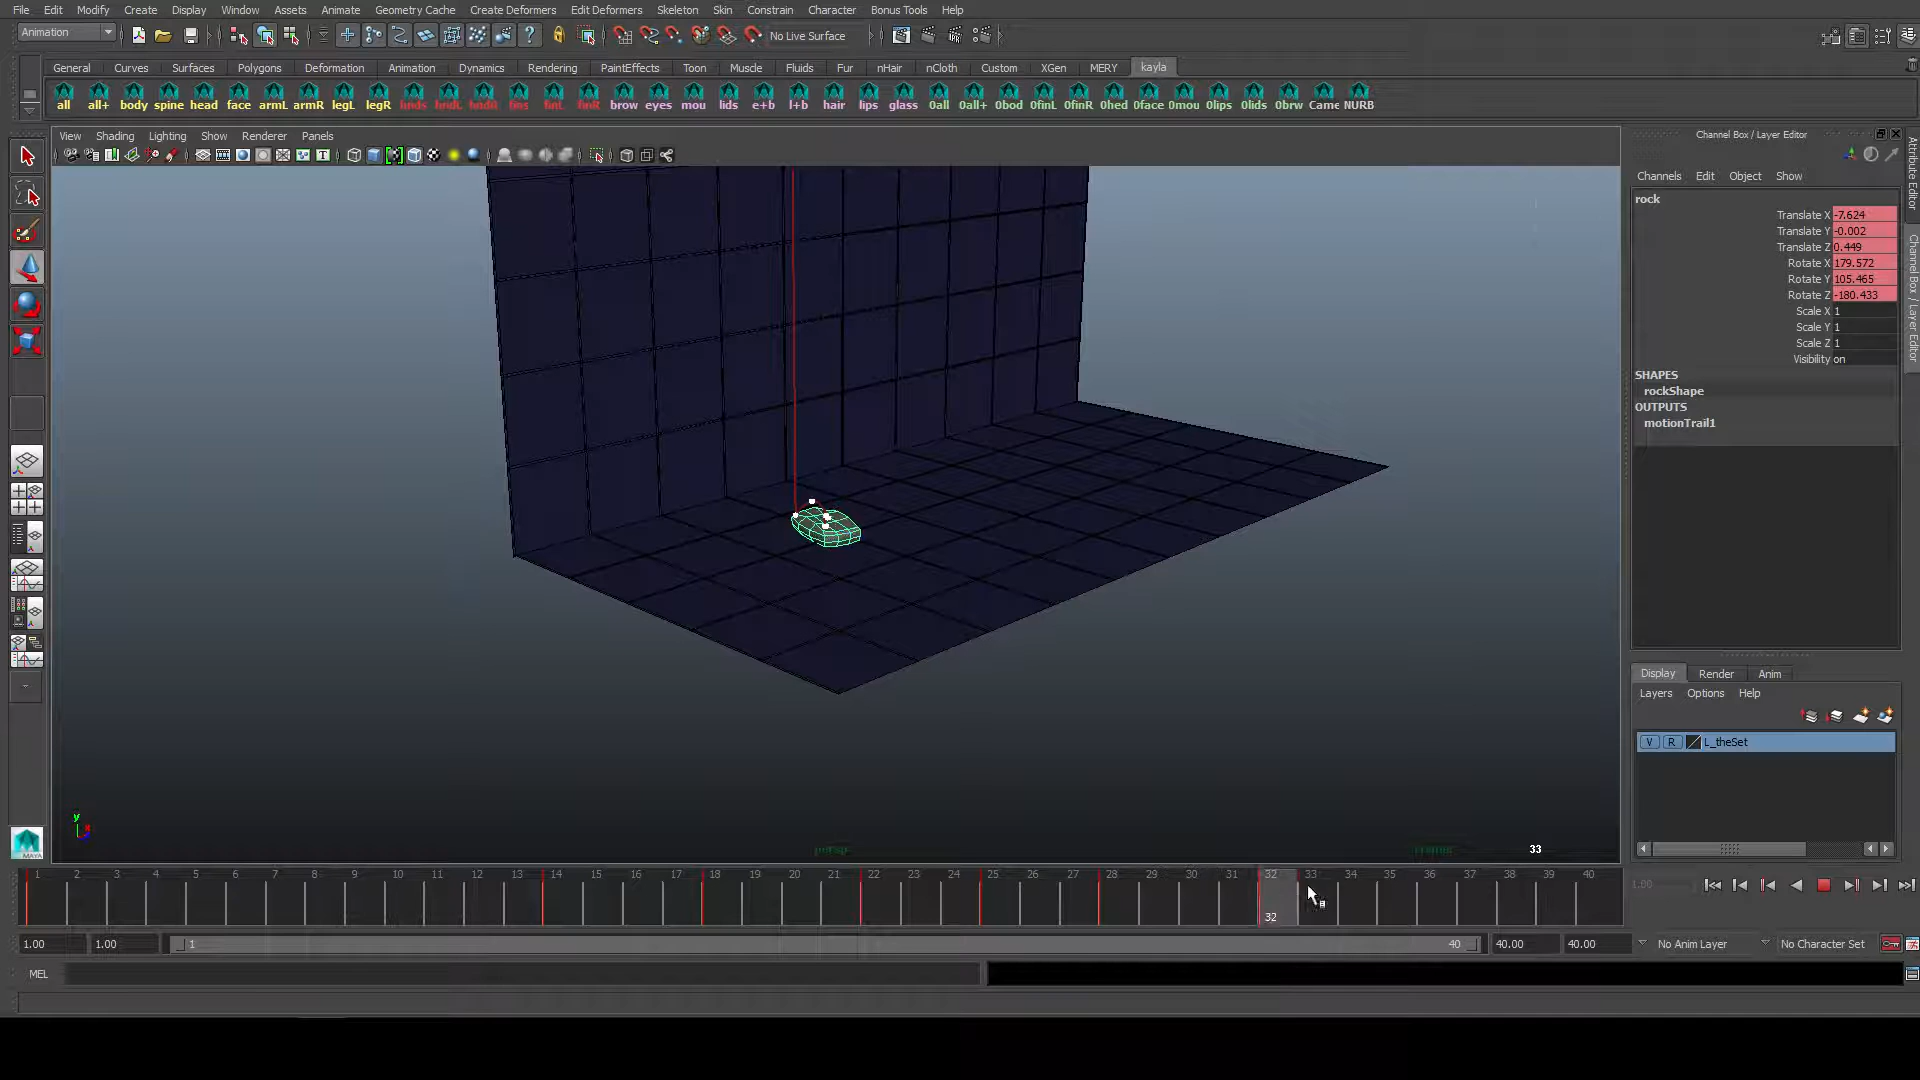 File Edit Modify Create Display Window Assets Animate Geometry Cache Create Deformers Edit Deformers Skeleton Skin Constrain Character Bonus Tools Help
Animation No Live Surface
General Curves Surfaces Polygons Deformation Animation Dynamics Rendering PaintEffects Toon Muscle Fluids Fur nHair nCloth Custom XGen MERY kayla
all all+ body spine head face armL armR legL legR hnds hndL hndR fins finL finR brow eyes mou lids e+b l+b hair lips glass 0all 0all+ 0bod 0finL 0finR 0hed 0face 0mou 0lips 0lids 0brw Came NURB
View Shading Lighting Show Renderer Panels
Channel Box / Layer Editor
Channels Edit Object Show
rock
Translate X -7.624
Translate Y -0.002
Translate Z 0.449
Rotate X 179.572
Rotate Y 105.465
Rotate Z -180.433
Scale X 1
Scale Y 1
Scale Z 1
Visibility on
SHAPES
rockShape
OUTPUTS
motionTrail1
Attribute Editor
Channel Box / Layer Editor
Display Render Anim
Layers Options Help
V R L_theSet
y x
MAYA
persp
33
1 2 3 4 5 6 7 8 9 10 11 12 13 14 15 16 17 18 19 20 21 22 23 24 25 26 27 28 29 30 31 32 33 34 35 36 37 38 39 40
32
1.00
1.00 1.00 1 40 40.00 40.00 No Anim Layer No Character Set
MEL